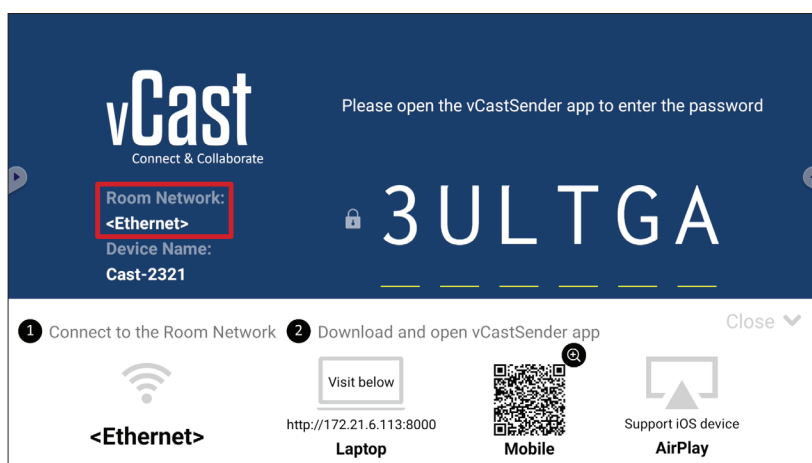 vCast
Connect & Collaborate
Please open the vCastSender app to enter the password
Room Network:
<Ethernet>
Device Name:
Cast-2321
3ULTGA
1 Connect to the Room Network
2 Download and open vCastSender app
Close
<Ethernet>
Visit below
http://172.21.6.113:8000
Laptop
Mobile
Support iOS device
AirPlay